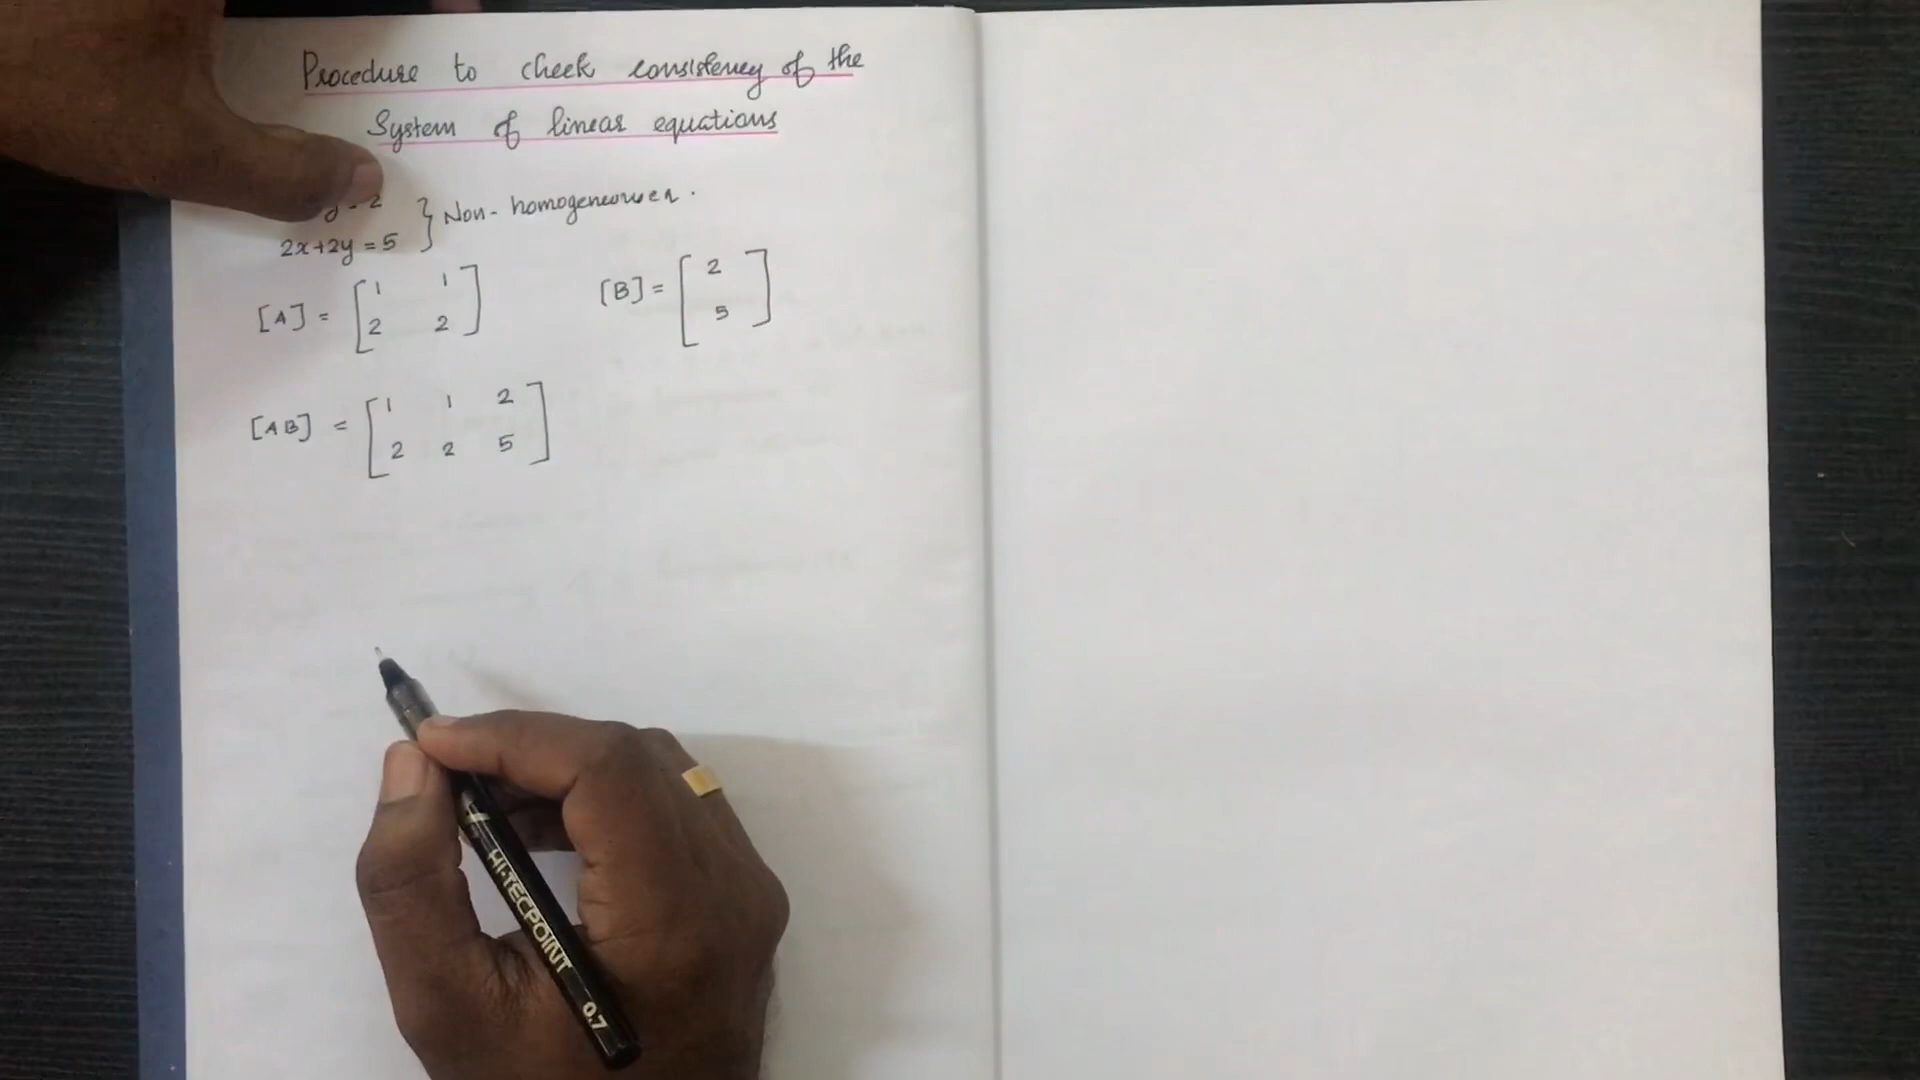 Procedure to check consistency of the
System of linear equations
y = 2
2x+2y = 5 } Non-homogeneous
[A] = [ 1 1
2 2 ]
[B] = [ 2
5 ]
[AB] = [ 1 1 2
2 2 5 ]
HI-TECPOINT 0.7